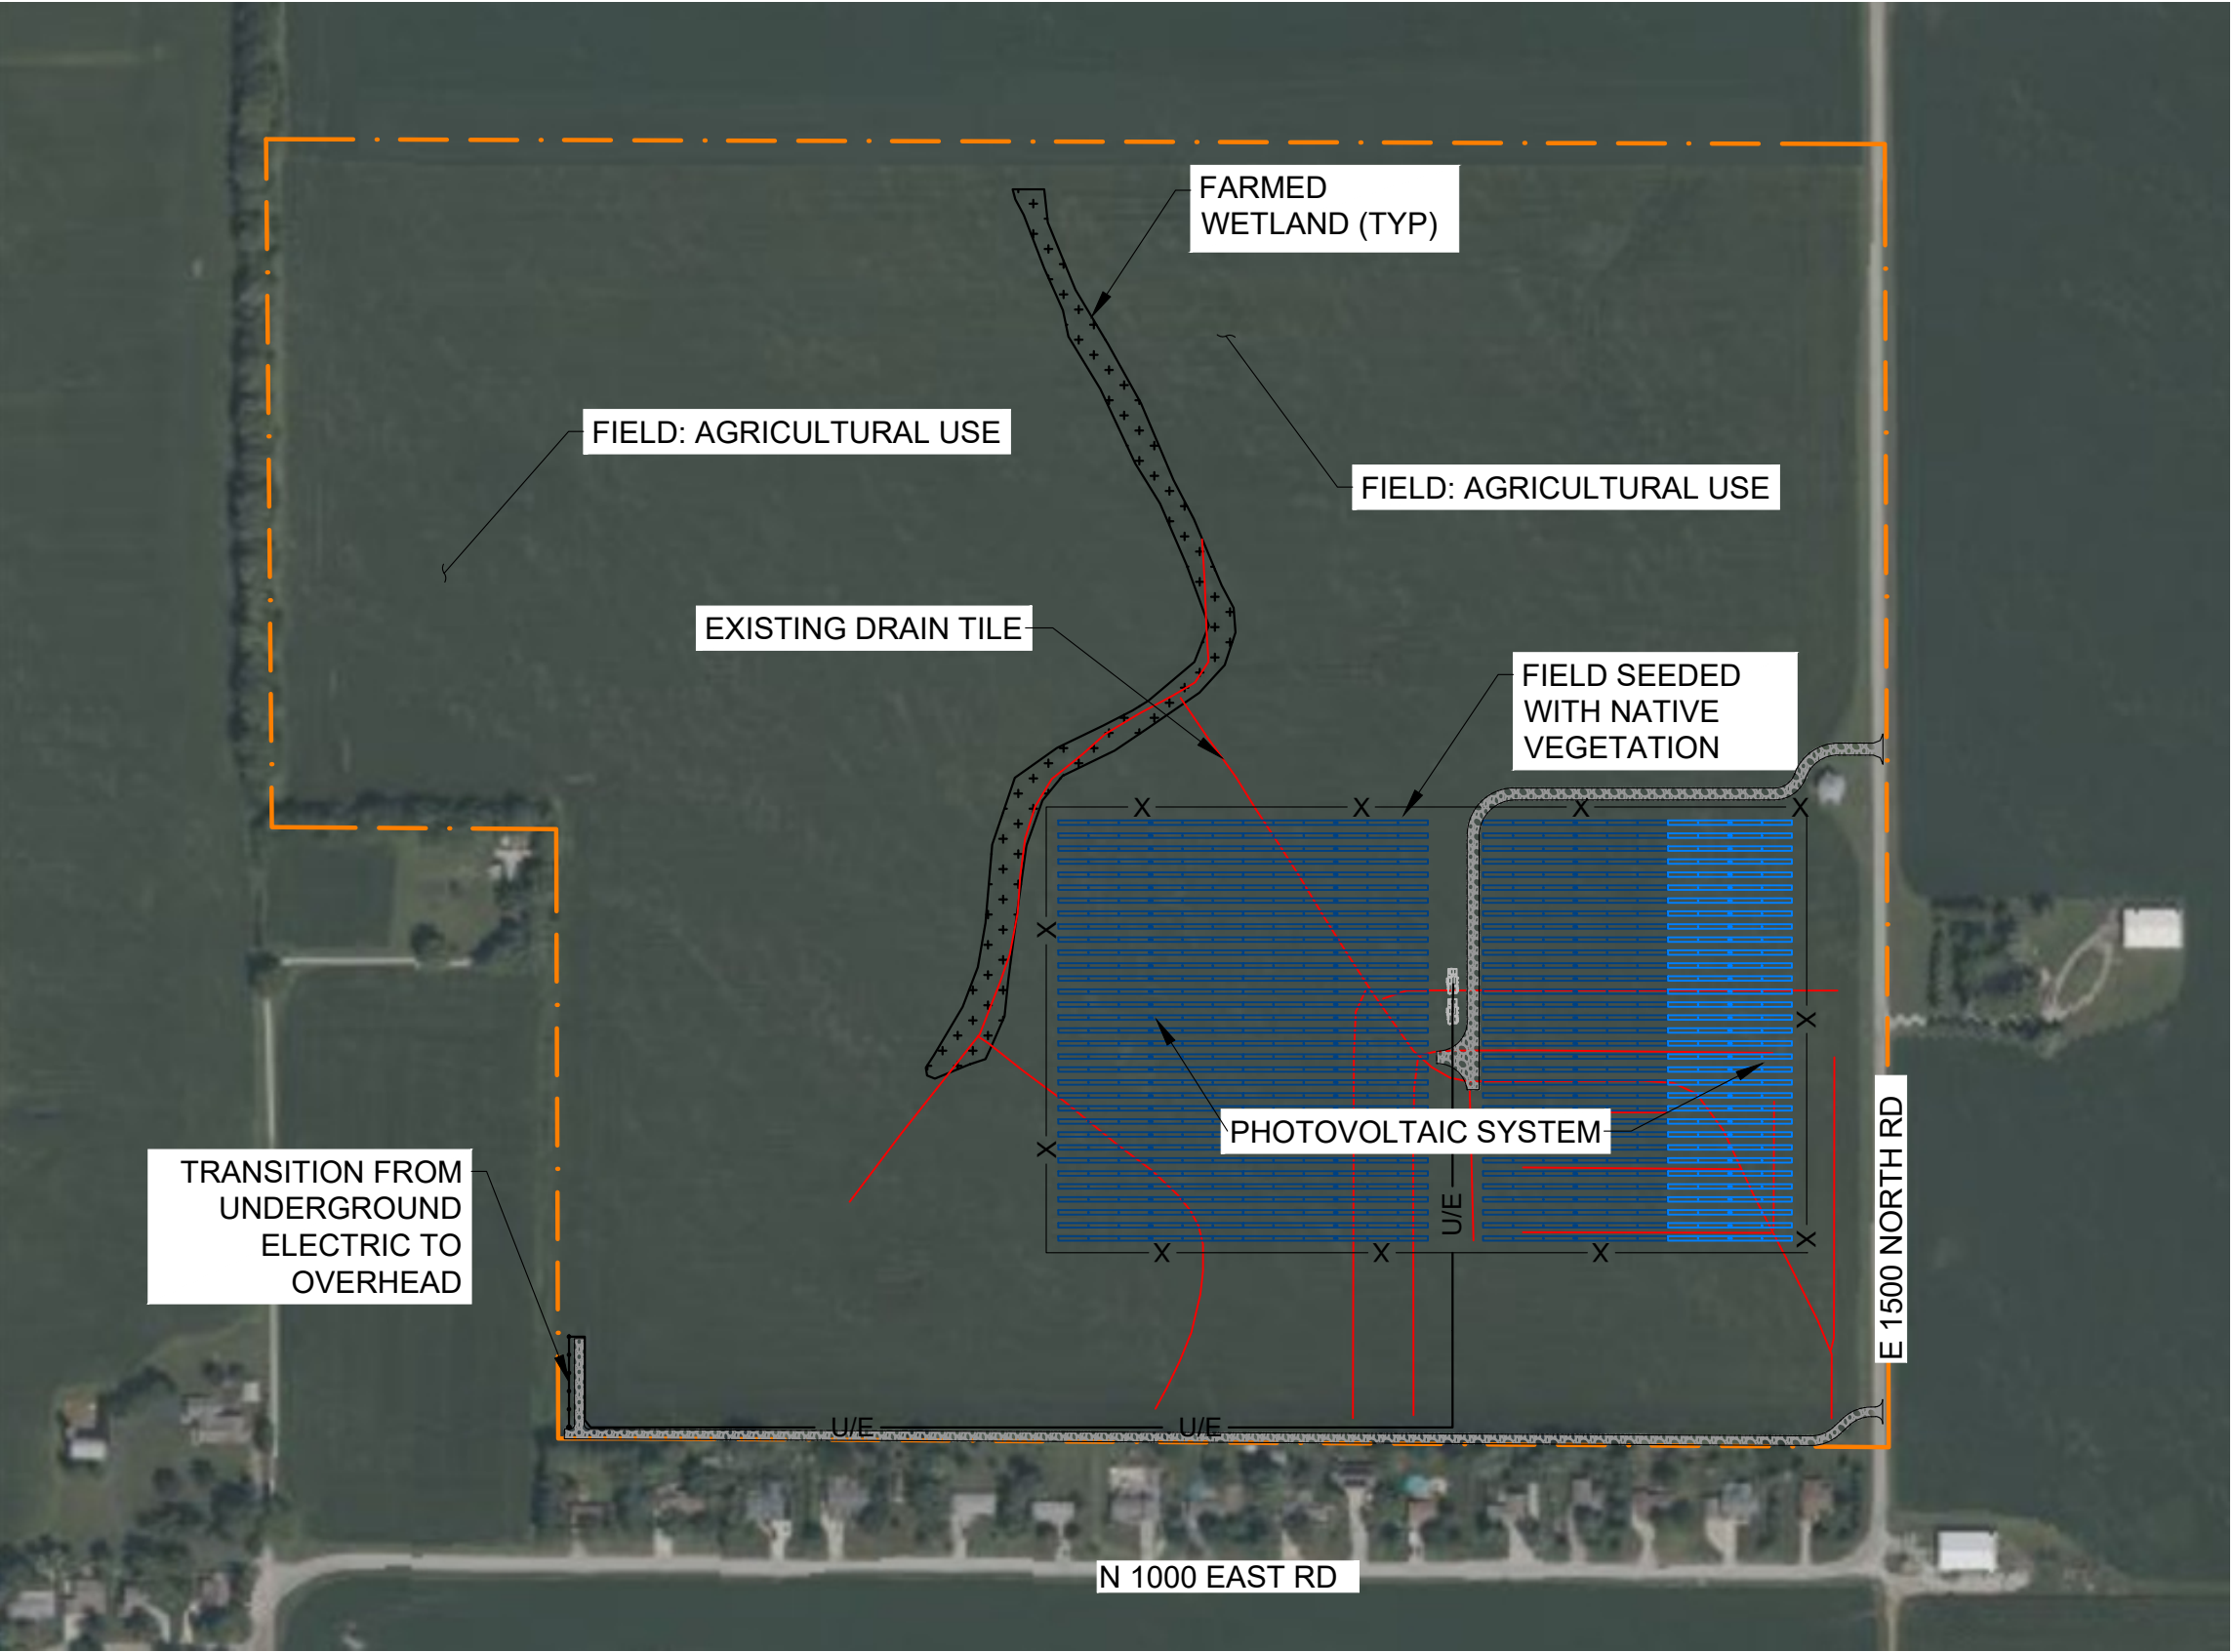 FARMED
WETLAND (TYP)
FIELD: AGRICULTURAL USE
FIELD: AGRICULTURAL USE
EXISTING DRAIN TILE
FIELD SEEDED
WITH NATIVE
VEGETATION
X
X
X
X
X
X
PHOTOVOLTAIC SYSTEM
X
TRANSITION FROM
UNDERGROUND
ELECTRIC TO
OVERHEAD
U/E
X
X
X
X
E 1500 NORTH RD
U/E
U/E
N 1000 EAST RD